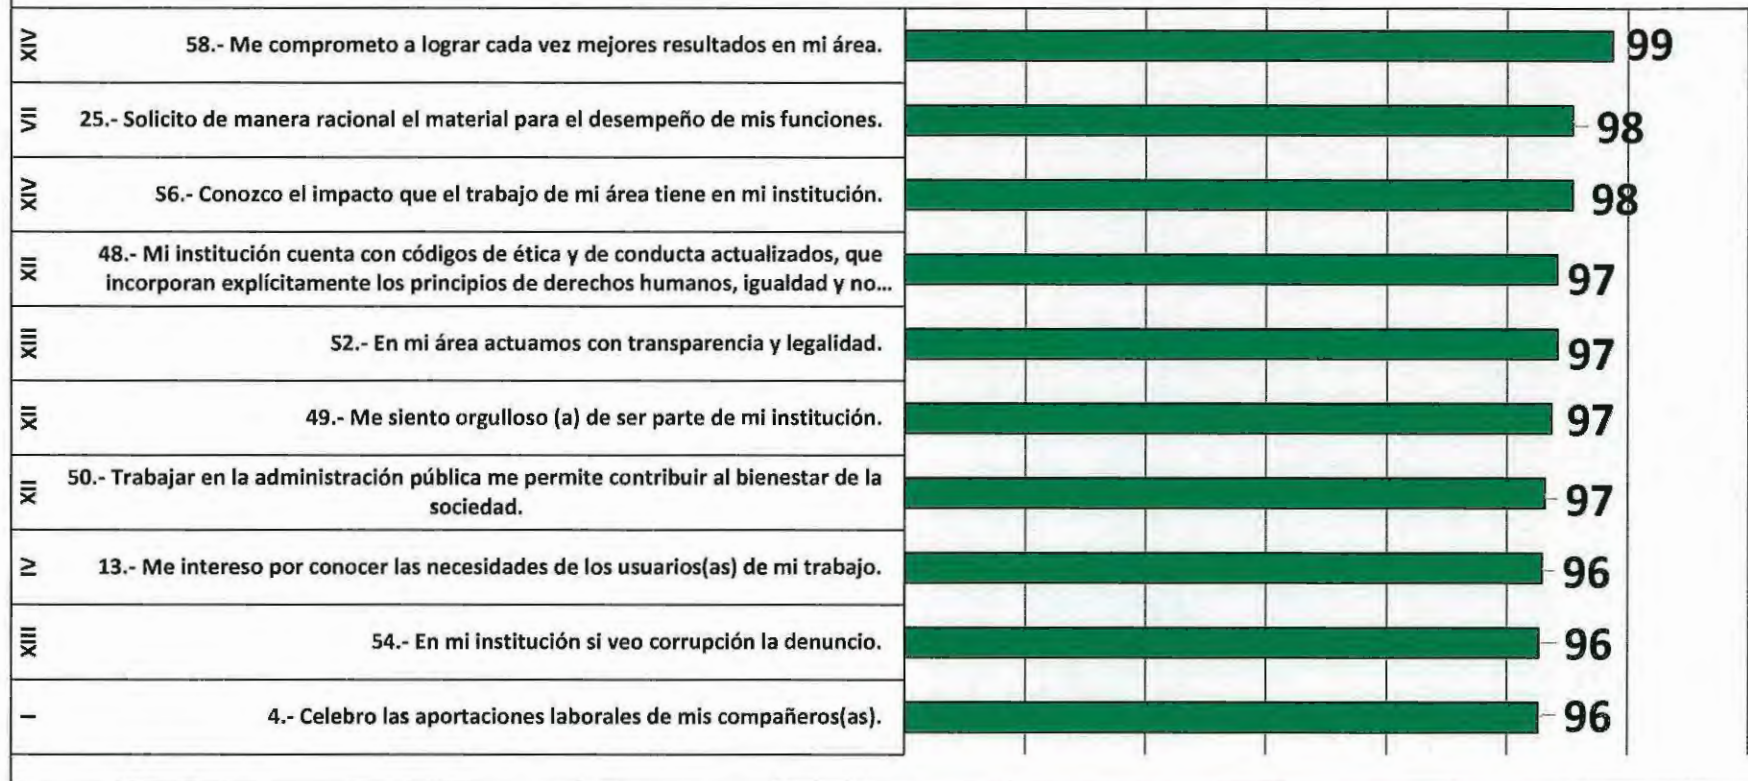 XIV 58.- Me comprometo a lograr cada vez mejores resultados en mi área. 99
VII 25.- Solicito de manera racional el material para el desempeño de mis funciones. 98
XIV S6.- Conozco el impacto que el trabajo de mi área tiene en mi institución. 98
XII 48.- Mi institución cuenta con códigos de ética y de conducta actualizados, que
incorporan explícitamente los principios de derechos humanos, igualdad y no... 97
XIII S2.- En mi área actuamos con transparencia y legalidad. 97
XII 49.- Me siento orgulloso (a) de ser parte de mi institución. 97
XII 50.- Trabajar en la administración pública me permite contribuir al bienestar de la
sociedad. 97
IV 13.- Me intereso por conocer las necesidades de los usuarios(as) de mi trabajo. 96
XIII 54.- En mi institución si veo corrupción la denuncio. 96
I 4.- Celebro las aportaciones laborales de mis compañeros(as). 96